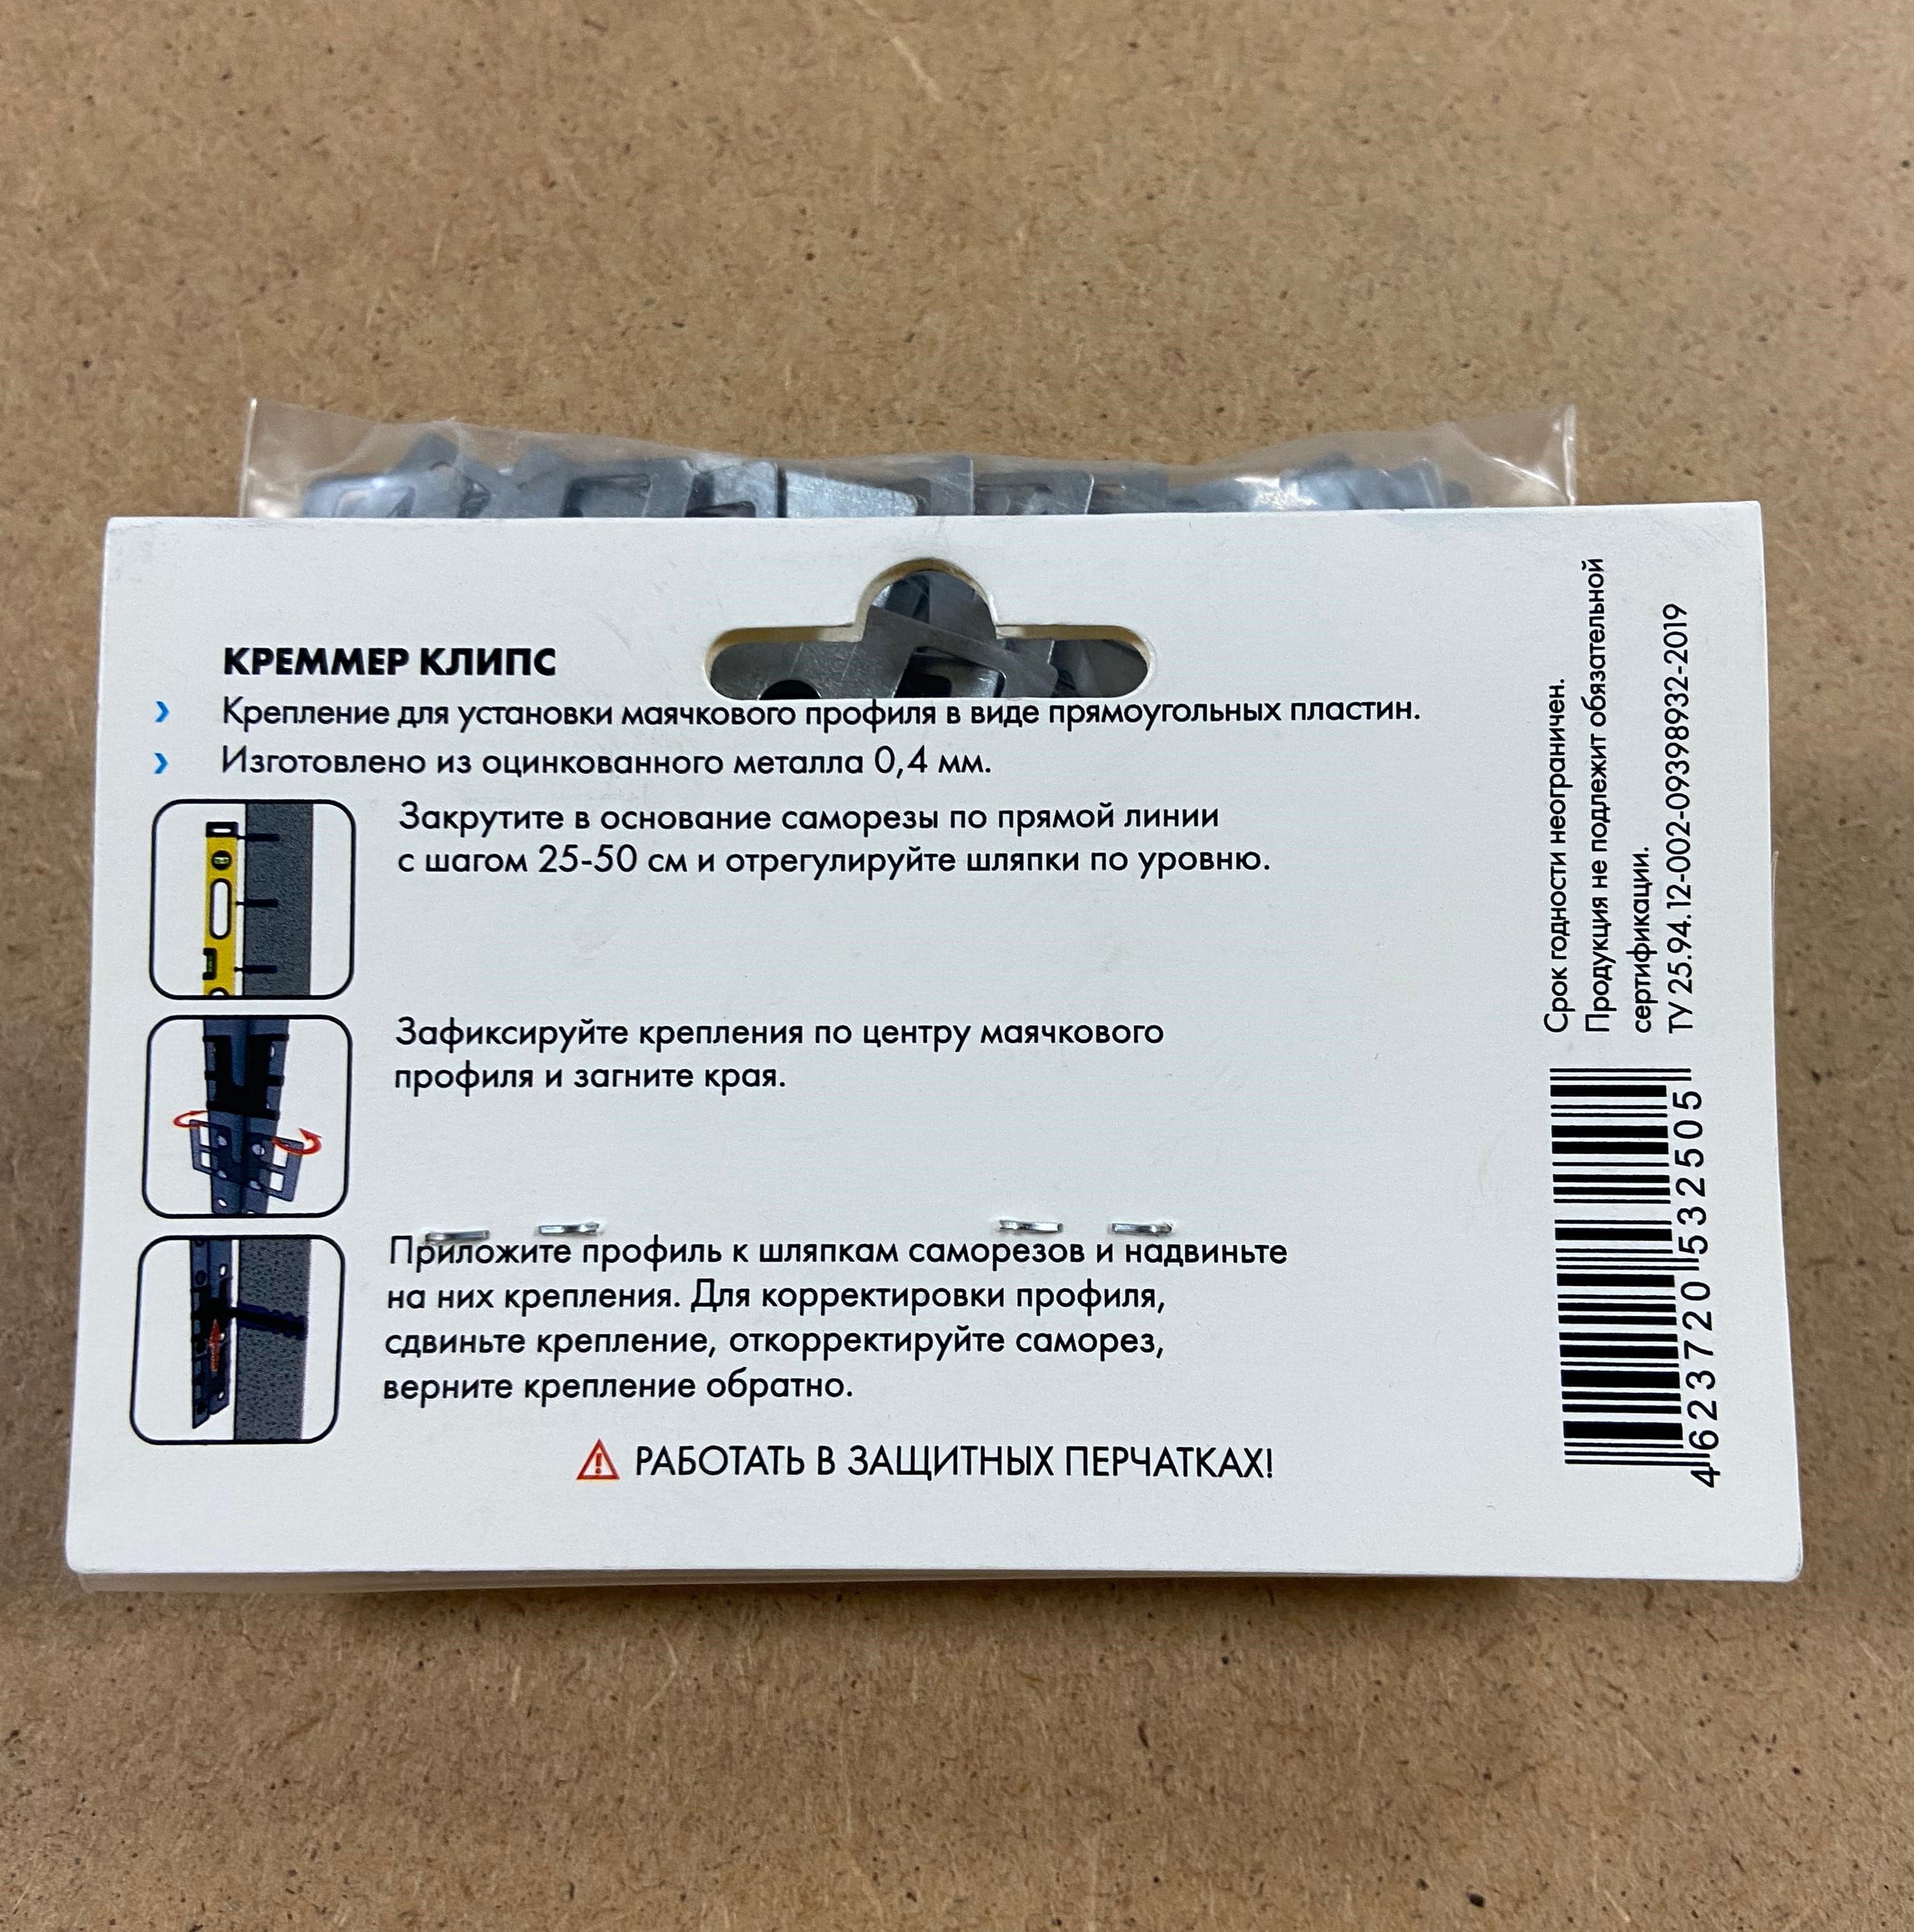 КРЕММЕР КЛИПС
› Крепление для установки маячкового профиля в виде прямоугольных пластин.
› Изготовлено из оцинкованного металла 0,4 мм.
Закрутите в основание саморезы по прямой линии
с шагом 25-50 см и отрегулируйте шляпки по уровню.
Зафиксируйте крепления по центру маячкового
профиля и загните края.
Приложите профиль к шляпкам саморезов и надвиньте
на них крепления. Для корректировки профиля,
сдвиньте крепление, откорректируйте саморез,
верните крепление обратно.
РАБОТАТЬ В ЗАЩИТНЫХ ПЕРЧАТКАХ!
Срок годности неограничен.
Продукция не подлежит обязательной
сертификации.
ТУ 25.94.12-002-09398932-2019
4 623720 532505